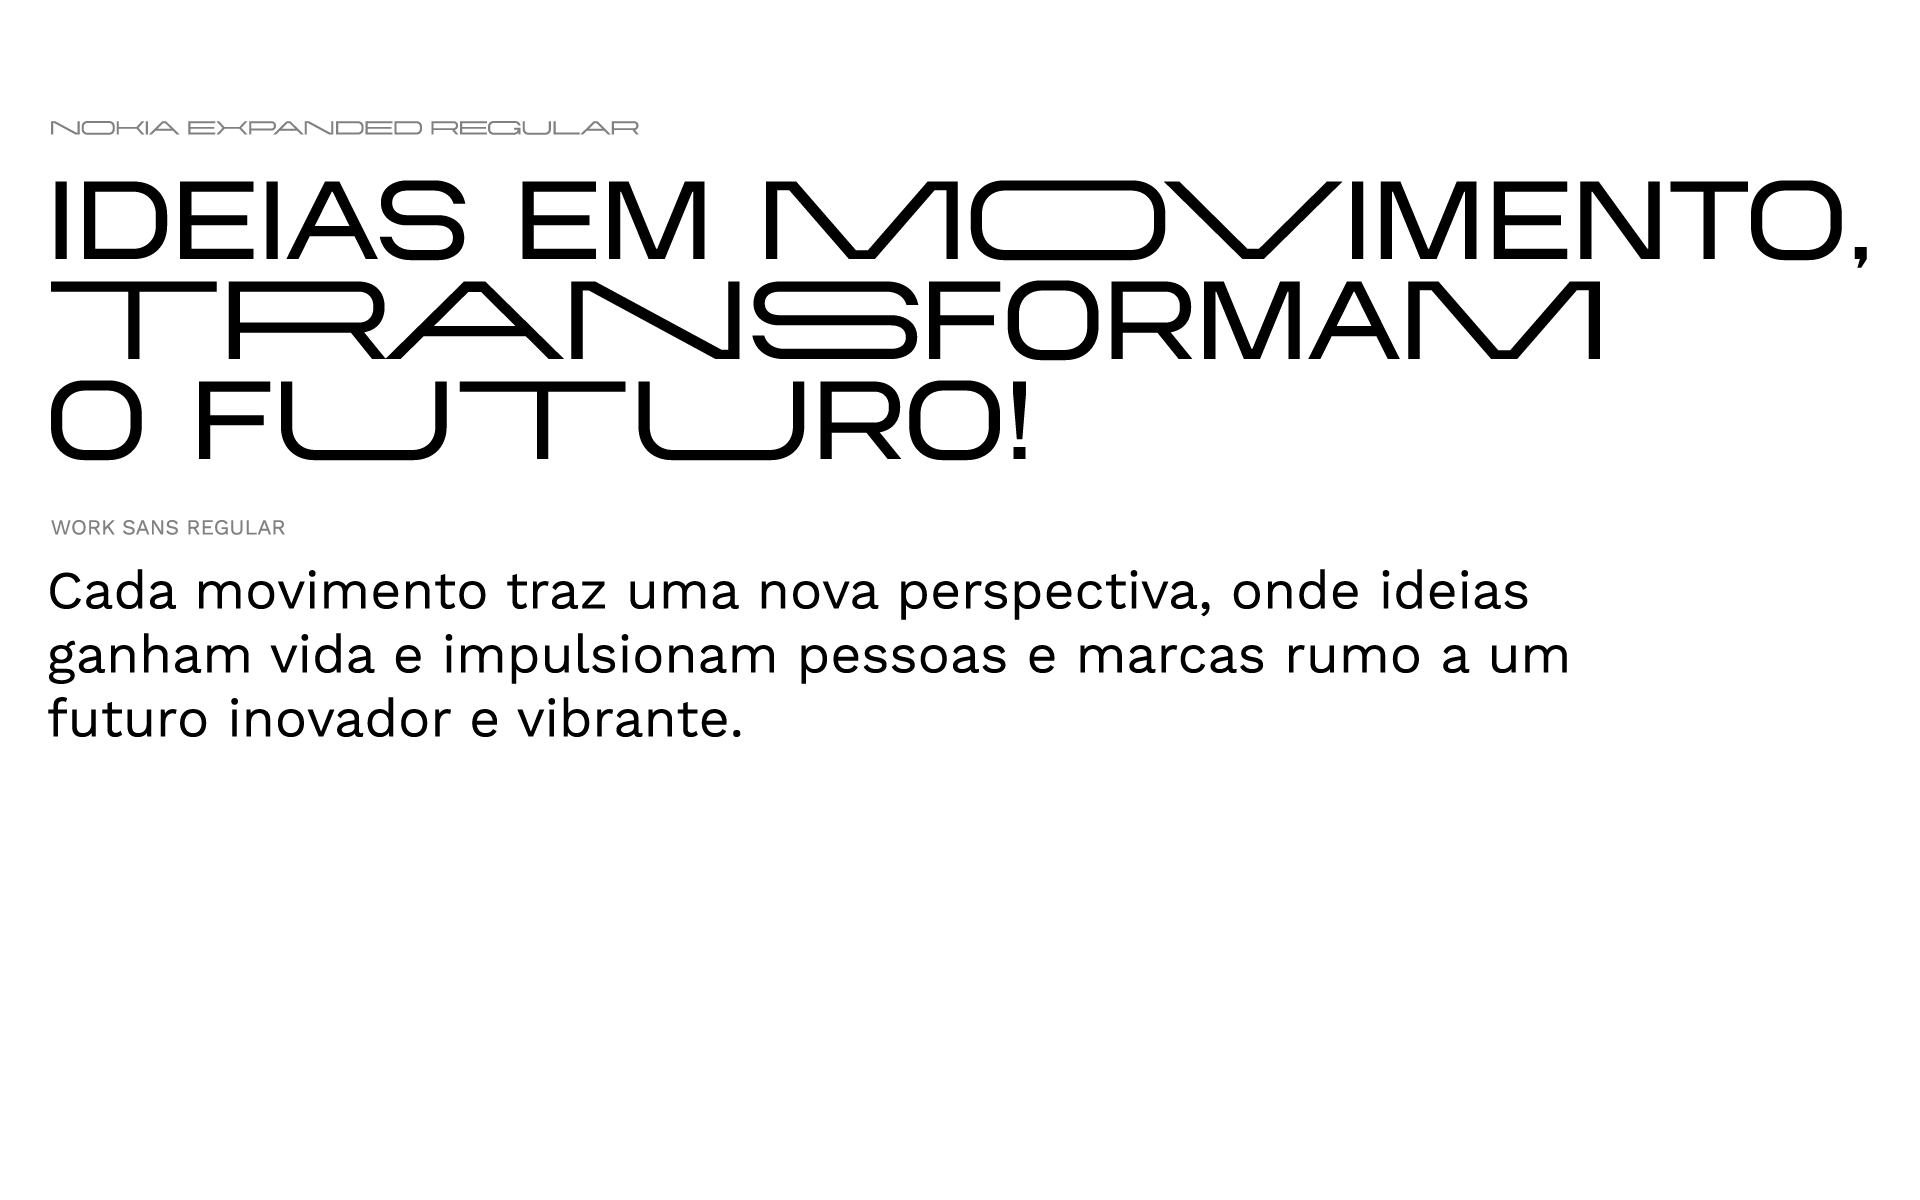 NOKIA EXPANDED REGULAR
IDEIAS EM MOVIMENTO,
TRANSFORMAM
O FUTURO!
WORK SANS REGULAR
Cada movimento traz uma nova perspectiva, onde ideias
ganham vida e impulsionam pessoas e marcas rumo a um
futuro inovador e vibrante.